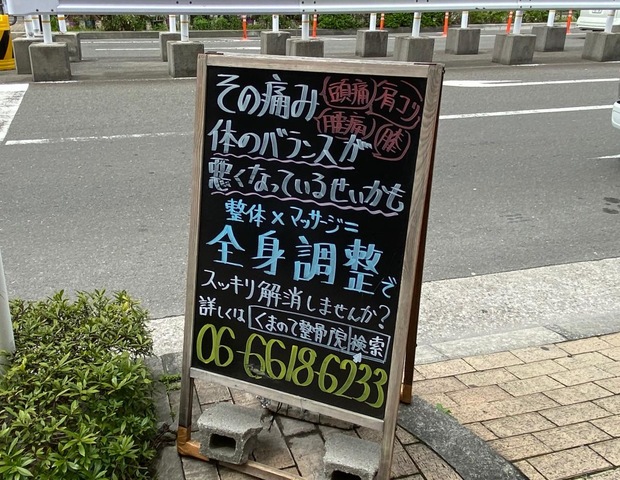 その痛み 頭痛 肩コリ
腰痛 膝
体のバランスが
悪くなっているせいかも
整体×マッサージ=
全身調整で
スッキリ解消しませんか?
詳しくは くまのて整骨院 検索
06-6618-6233